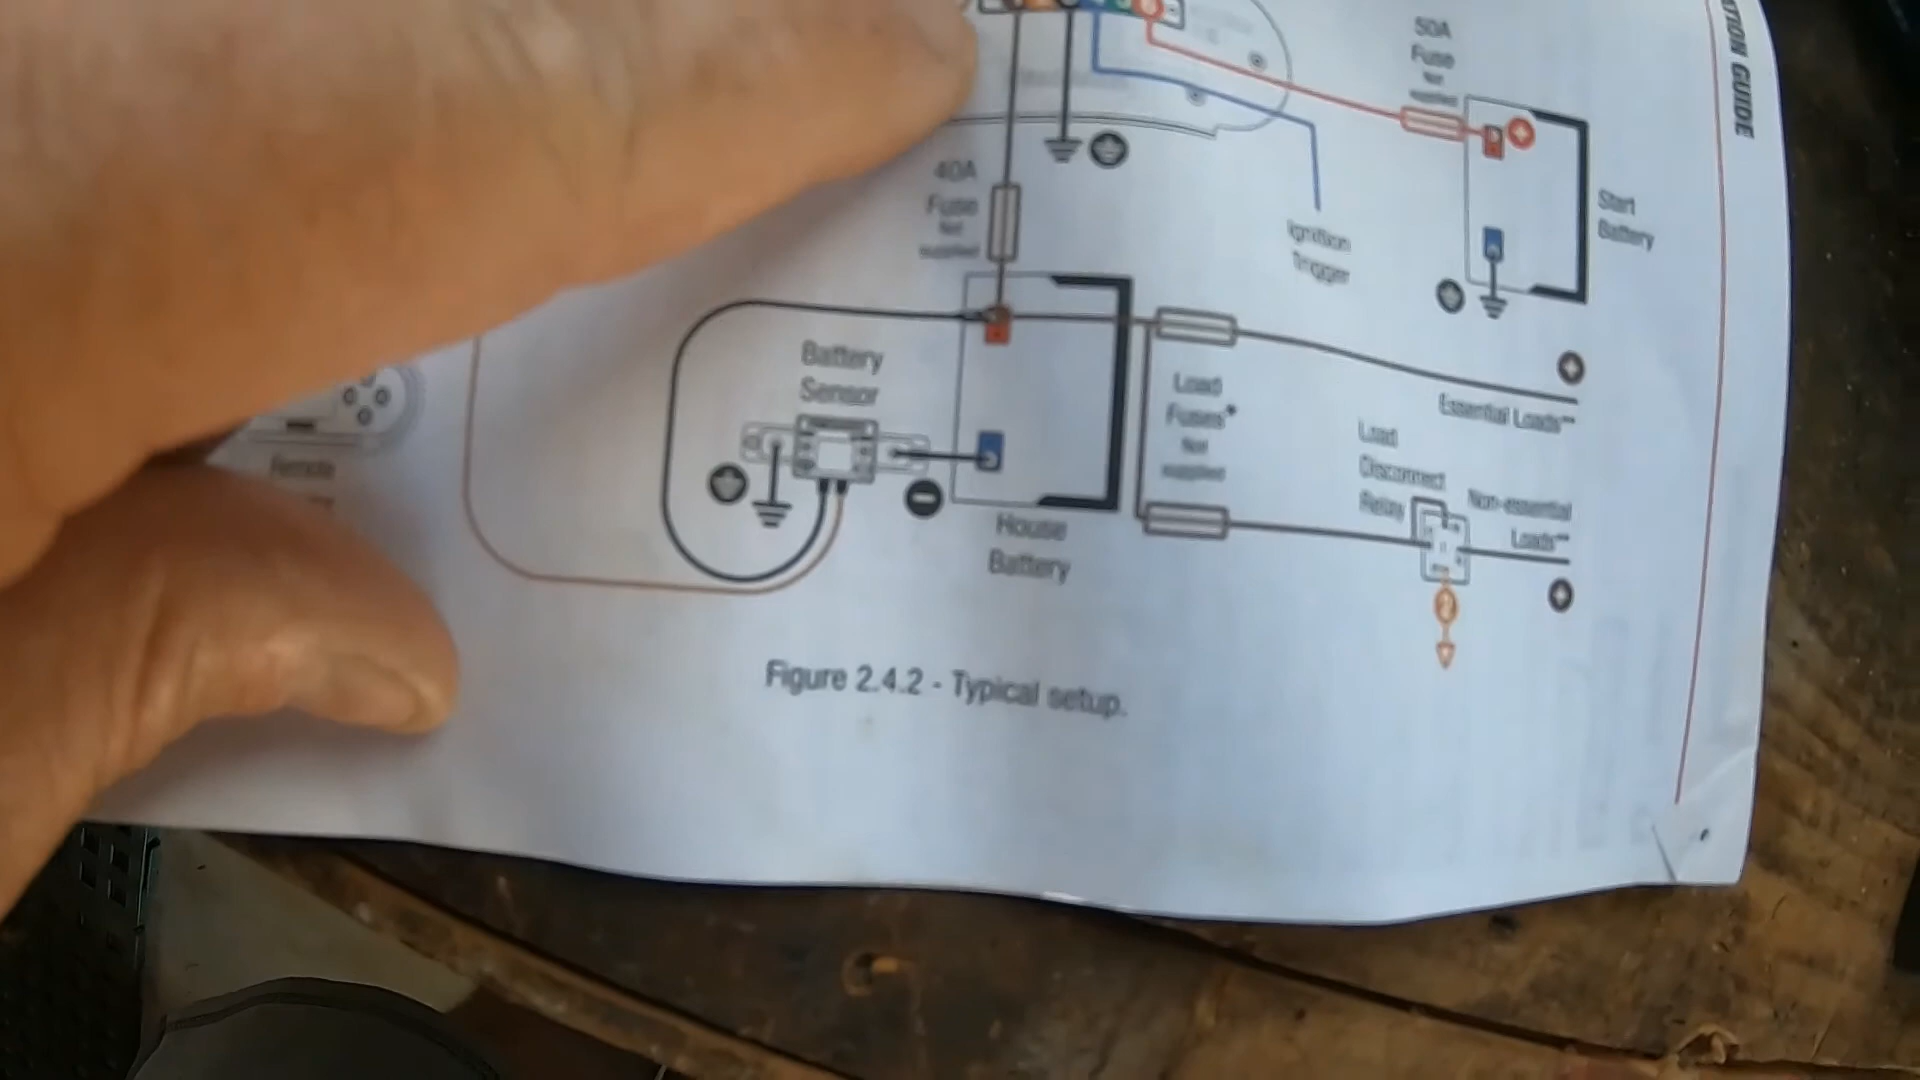 50A
Fuse
Not
supplied
40A
Fuse
Not
supplied
Start
Battery
Ignition
Trigger
Battery
Sensor
Load
Fuses*
Not
supplied
Essential Loads**
Load
Disconnect
Relay
Non-essential
Loads**
House
Battery
Remote
Figure 2.4.2 - Typical setup.
GUIDE